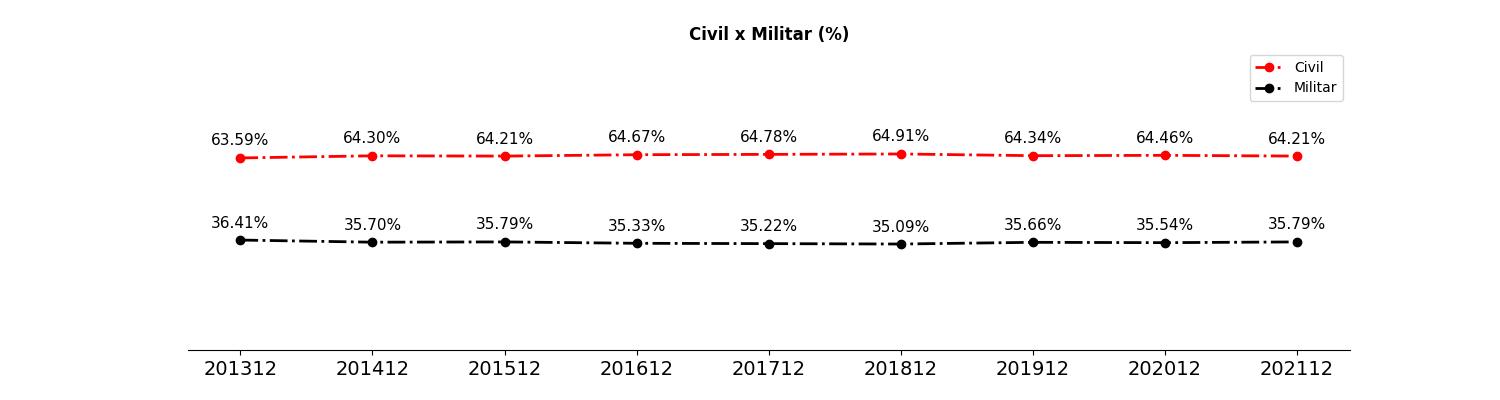 Civil x Militar (%)
Civil
Militar
63.59% 64.30% 64.21% 64.67% 64.78% 64.91% 64.34% 64.46% 64.21%
36.41% 35.70% 35.79% 35.33% 35.22% 35.09% 35.66% 35.54% 35.79%
201312 201412 201512 201612 201712 201812 201912 202012 202112